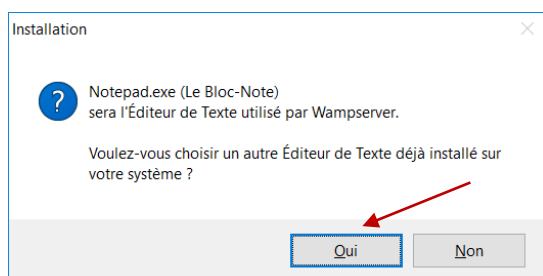 Installation
Notepad.exe (Le Bloc-Note)
sera l'Éditeur de Texte utilisé par Wampserver.
Voulez-vous choisir un autre Éditeur de Texte déjà installé sur
votre système ?
Oui
Non